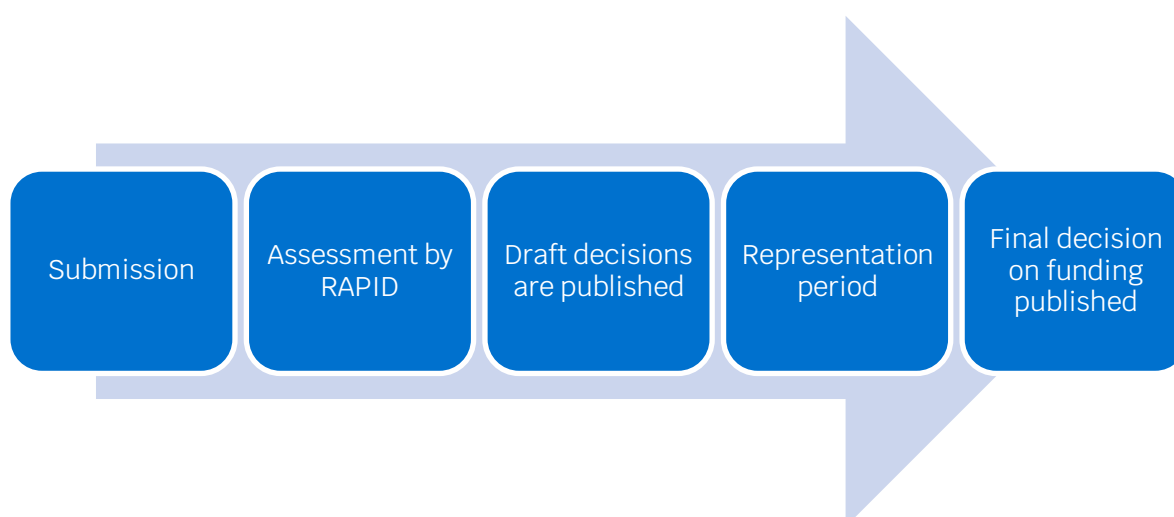 Submission
Assessment by
RAPID
Draft decisions
are published
Representation
period
Final decision
on funding
published